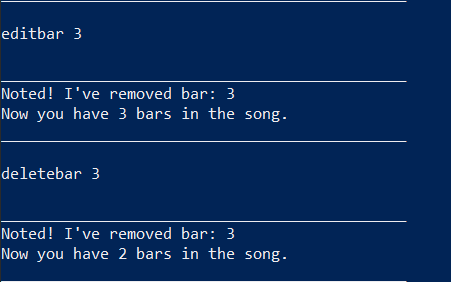 editbar 3
Noted! I've removed bar: 3
Now you have 3 bars in the song.
deletebar 3
Noted! I've removed bar: 3
Now you have 2 bars in the song.